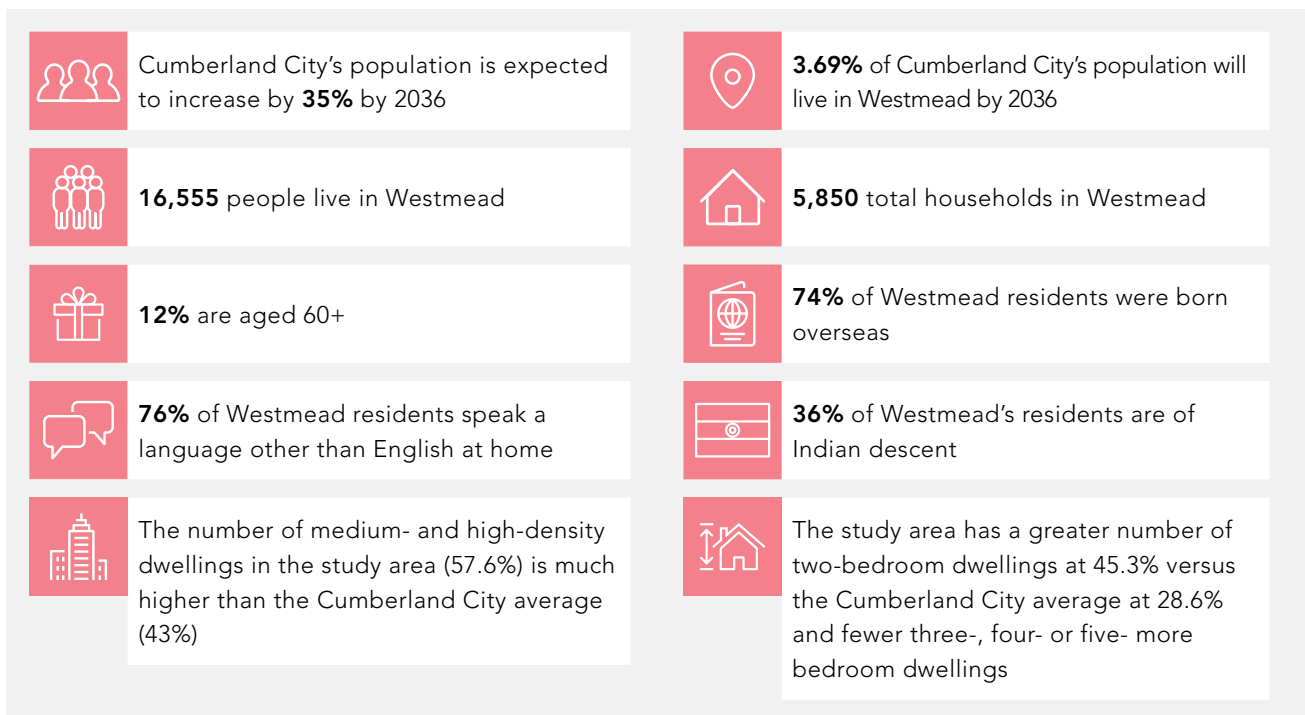 Cumberland City's population is expected
to increase by 35% by 2036
3.69% of Cumberland City's population will
live in Westmead by 2036
16,555 people live in Westmead
5,850 total households in Westmead
12% are aged 60+
74% of Westmead residents were born
overseas
76% of Westmead residents speak a
language other than English at home
36% of Westmead's residents are of
Indian descent
The number of medium- and high-density
dwellings in the study area (57.6%) is much
higher than the Cumberland City average
(43%)
The study area has a greater number of
two-bedroom dwellings at 45.3% versus
the Cumberland City average at 28.6%
and fewer three-, four- or five- more
bedroom dwellings